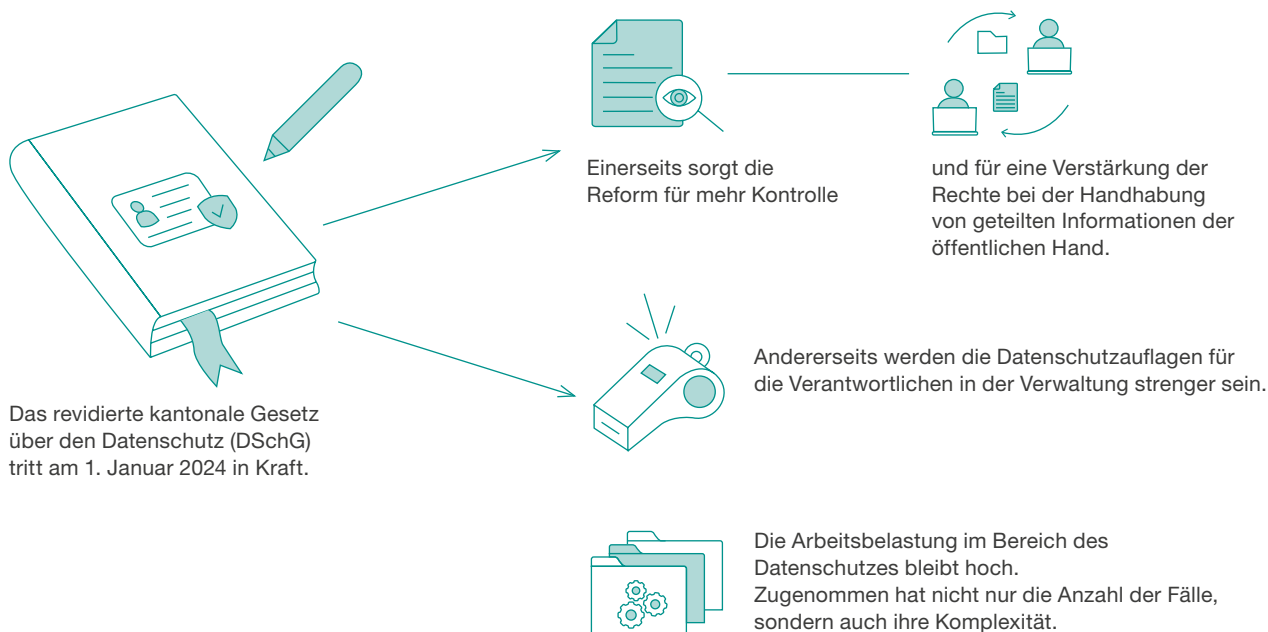 Einerseits sorgt die
Reform für mehr Kontrolle
und für eine Verstärkung der
Rechte bei der Handhabung
von geteilten Informationen der
öffentlichen Hand.
Andererseits werden die Datenschutzauflagen für
die Verantwortlichen in der Verwaltung strenger sein.
Das revidierte kantonale Gesetz
über den Datenschutz (DSchG)
tritt am 1. Januar 2024 in Kraft.
Die Arbeitsbelastung im Bereich des
Datenschutzes bleibt hoch.
Zugenommen hat nicht nur die Anzahl der Fälle,
sondern auch ihre Komplexität.